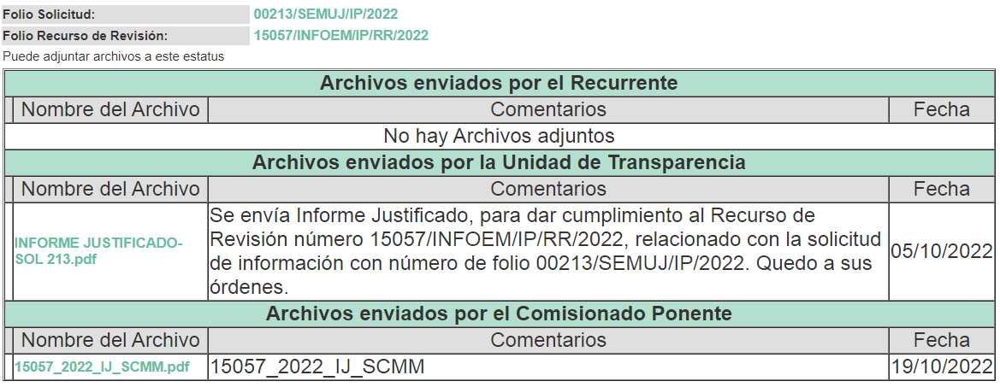 Folio Solicitud: 00213/SEMUJ/IP/2022
Folio Recurso de Revisión: 15057/INFOEM/IP/RR/2022
Puede adjuntar archivos a este estatus
Archivos enviados por el Recurrente
Nombre del Archivo Comentarios Fecha
No hay Archivos adjuntos
Archivos enviados por la Unidad de Transparencia
Nombre del Archivo Comentarios Fecha
INFORME JUSTIFICADO-
SOL 213.pdf
Se envía Informe Justificado, para dar cumplimiento al Recurso de
Revisión número 15057/INFOEM/IP/RR/2022, relacionado con la solicitud
de información con número de folio 00213/SEMUJ/IP/2022. Quedo a sus
órdenes.
05/10/2022
Archivos enviados por el Comisionado Ponente
Nombre del Archivo Comentarios Fecha
15057_2022_IJ_SCMM.pdf 15057_2022_IJ_SCMM 19/10/2022